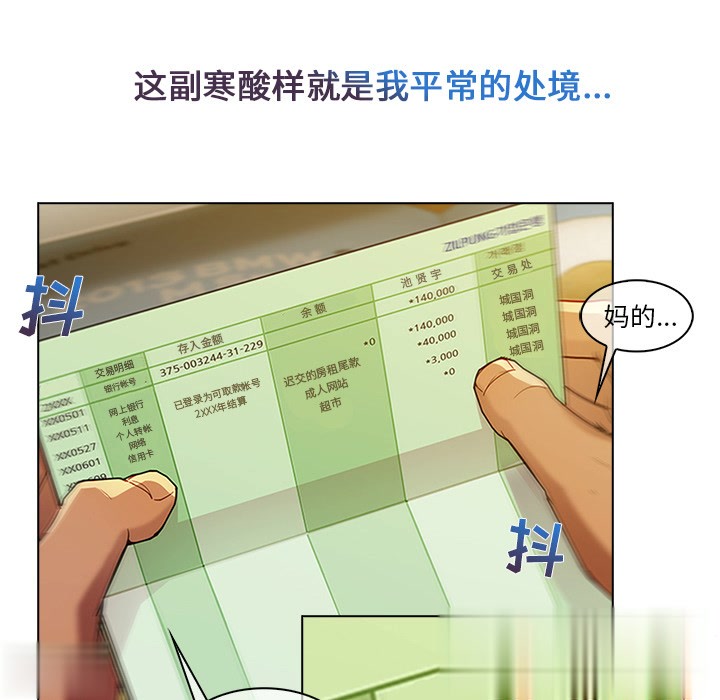 这副寒酸样就是我平常的处境...
抖
妈的...
ZILPUNG
交易处
池贤宇
余额
存入金额
交易明细
银行帐号
375-003244-31-229
*140,000
城国洞
*0
*140,000
城国洞
*40,000
城国洞
*3,000
城国洞
*0
已登录为可取款帐号
2XXX年结算
迟交的房租尾款
成人网站
超市
网上银行
利息
个人转帐
网络
信用卡
XX0501
XX0511
XX0527
XX0601
抖